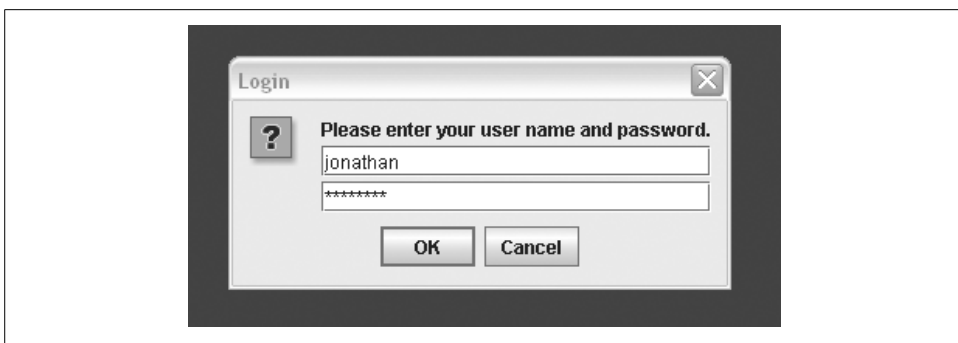 Login
?
Please enter your user name and password.
jonathan
********
OK Cancel